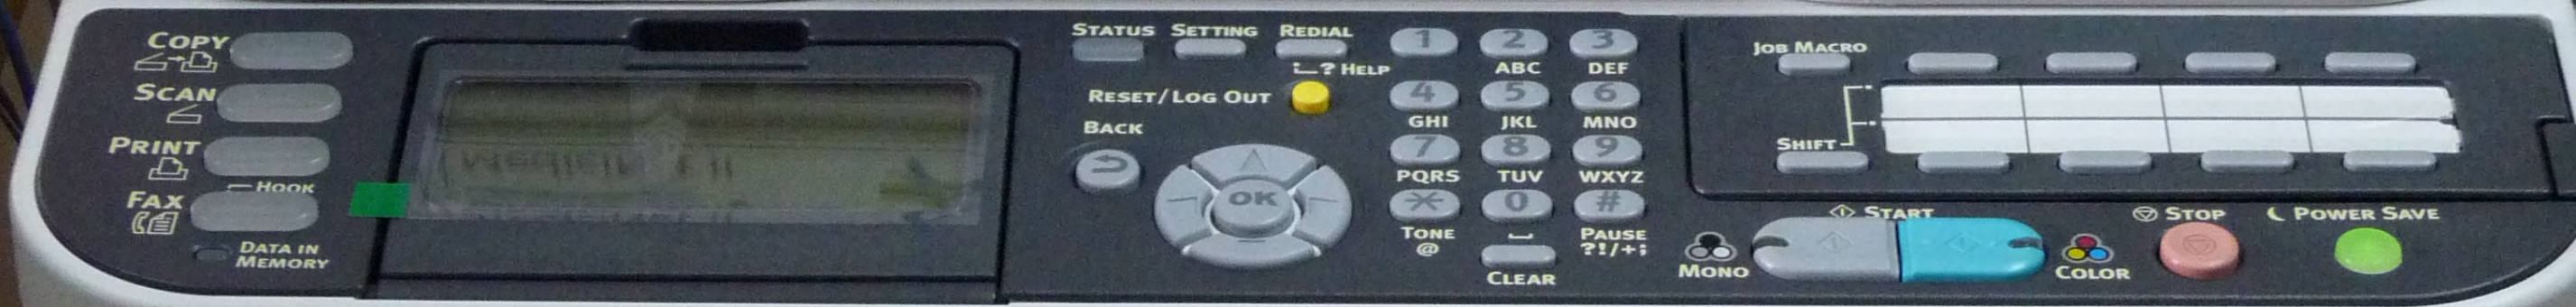 COPY
SCAN
PRINT
HOOK
FAX
DATA IN
MEMORY
STATUS SETTING REDIAL
? HELP
RESET/LOG OUT
BACK
OK
1 2 3
ABC DEF
4 5 6
GHI JKL MNO
7 8 9
PQRS TUV WXYZ
* 0 #
TONE PAUSE
@ ?!/+;
CLEAR
JOB MACRO
SHIFT
START STOP POWER SAVE
MONO COLOR